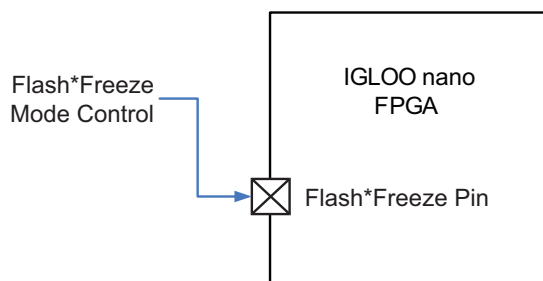 Flash*Freeze
Mode Control
IGLOO nano
FPGA
Flash*Freeze Pin